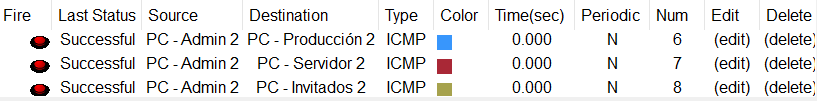 Fire Last Status Source Destination Type Color Time(sec) Periodic Num Edit Delete
Successful PC - Admin 2 PC - Producción 2 ICMP 0.000 N 6 (edit) (delete)
Successful PC - Admin 2 PC - Servidor 2 ICMP 0.000 N 7 (edit) (delete)
Successful PC - Admin 2 PC - Invitados 2 ICMP 0.000 N 8 (edit) (delete)